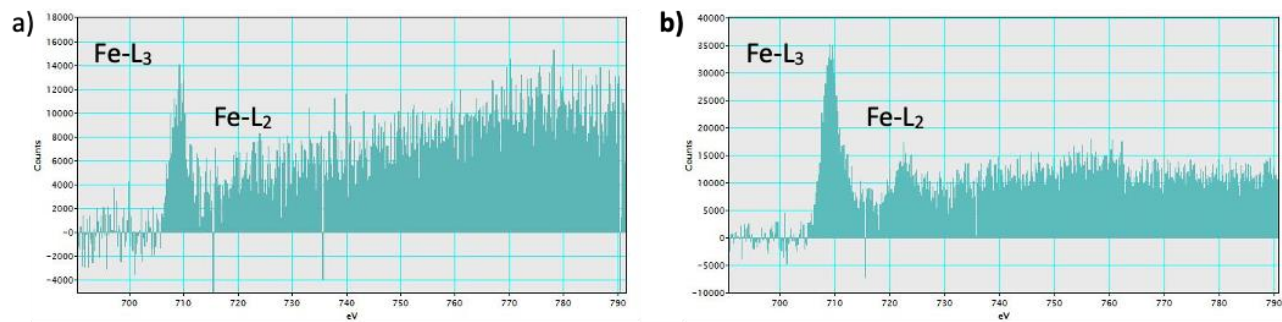 a)
Fe-L₃
Fe-L₂
Counts
18000
16000
14000
12000
10000
8000
6000
4000
2000
-0
-2000
-4000
700 710 720 730 740 750 760 770 780 791
eV
b)
Fe-L₃
Fe-L₂
Counts
40000
35000
30000
25000
20000
15000
10000
5000
0
-5000
-10000
700 710 720 730 740 750 760 770 780 790
eV